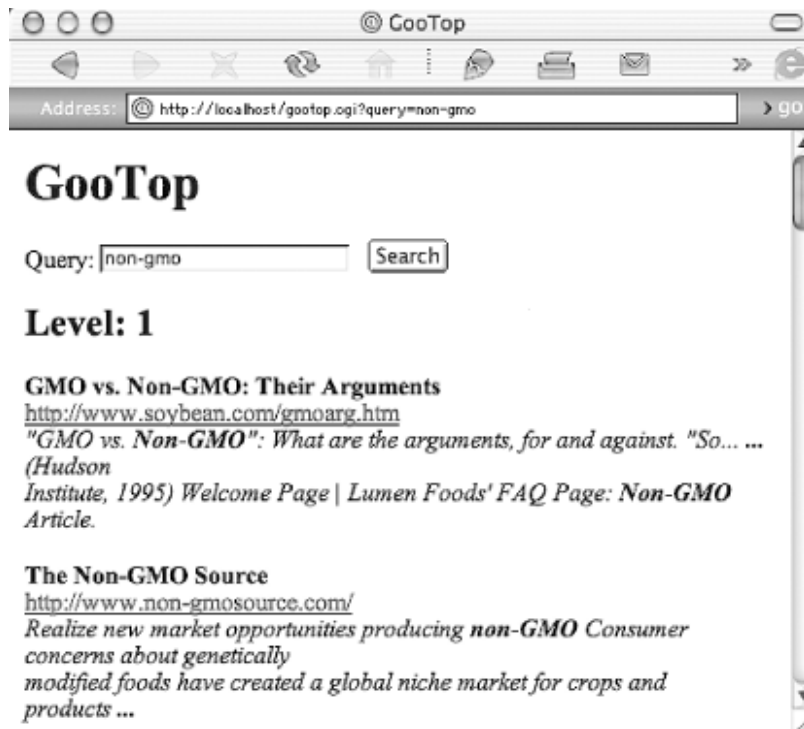 GooTop
Address: http://localhost/gootop.cgi?query=non-gmo go
GooTop
Query: non-gmo Search
Level: 1
GMO vs. Non-GMO: Their Arguments
http://www.soybean.com/gmoarg.htm
"GMO vs. Non-GMO": What are the arguments, for and against. "So... ...
(Hudson
Institute, 1995) Welcome Page | Lumen Foods' FAQ Page: Non-GMO
Article.
The Non-GMO Source
http://www.non-gmosource.com/
Realize new market opportunities producing non-GMO Consumer
concerns about genetically
modified foods have created a global niche market for crops and
products ...